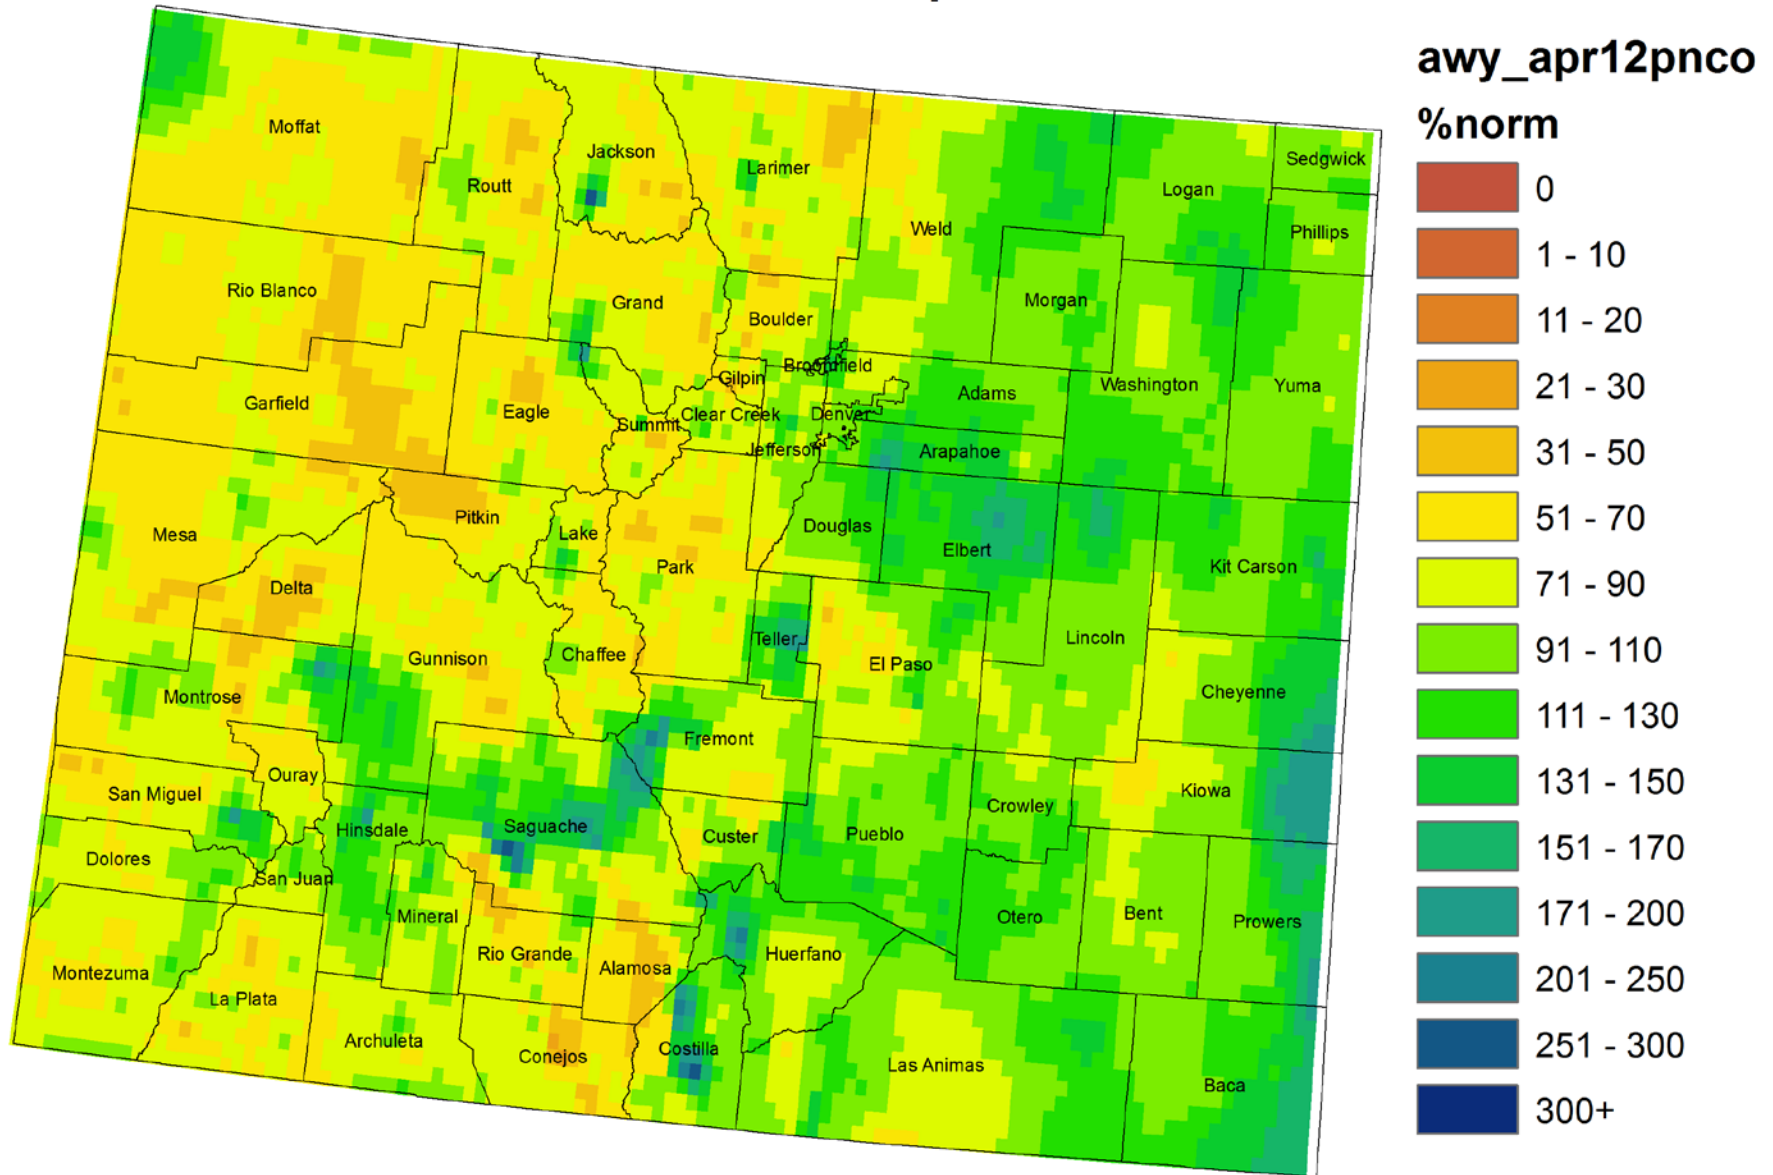 awy_apr12pnco
%norm
0
1 - 10
11 - 20
21 - 30
31 - 50
51 - 70
71 - 90
91 - 110
111 - 130
131 - 150
151 - 170
171 - 200
201 - 250
251 - 300
300+
Moffat
Routt
Jackson
Larimer
Weld
Logan
Sedgwick
Phillips
Rio Blanco
Grand
Boulder
Morgan
Broomfield
Gilpin
Adams
Washington
Yuma
Garfield
Eagle
Summit
Clear Creek
Denver
Jefferson
Arapahoe
Mesa
Pitkin
Lake
Park
Douglas
Elbert
Kit Carson
Delta
Gunnison
Chaffee
Teller
El Paso
Lincoln
Cheyenne
Montrose
Fremont
Ouray
San Miguel
Hinsdale
Saguache
Custer
Pueblo
Crowley
Kiowa
Dolores
San Juan
Mineral
Otero
Bent
Prowers
Montezuma
La Plata
Rio Grande
Alamosa
Huerfano
Archuleta
Conejos
Costilla
Las Animas
Baca